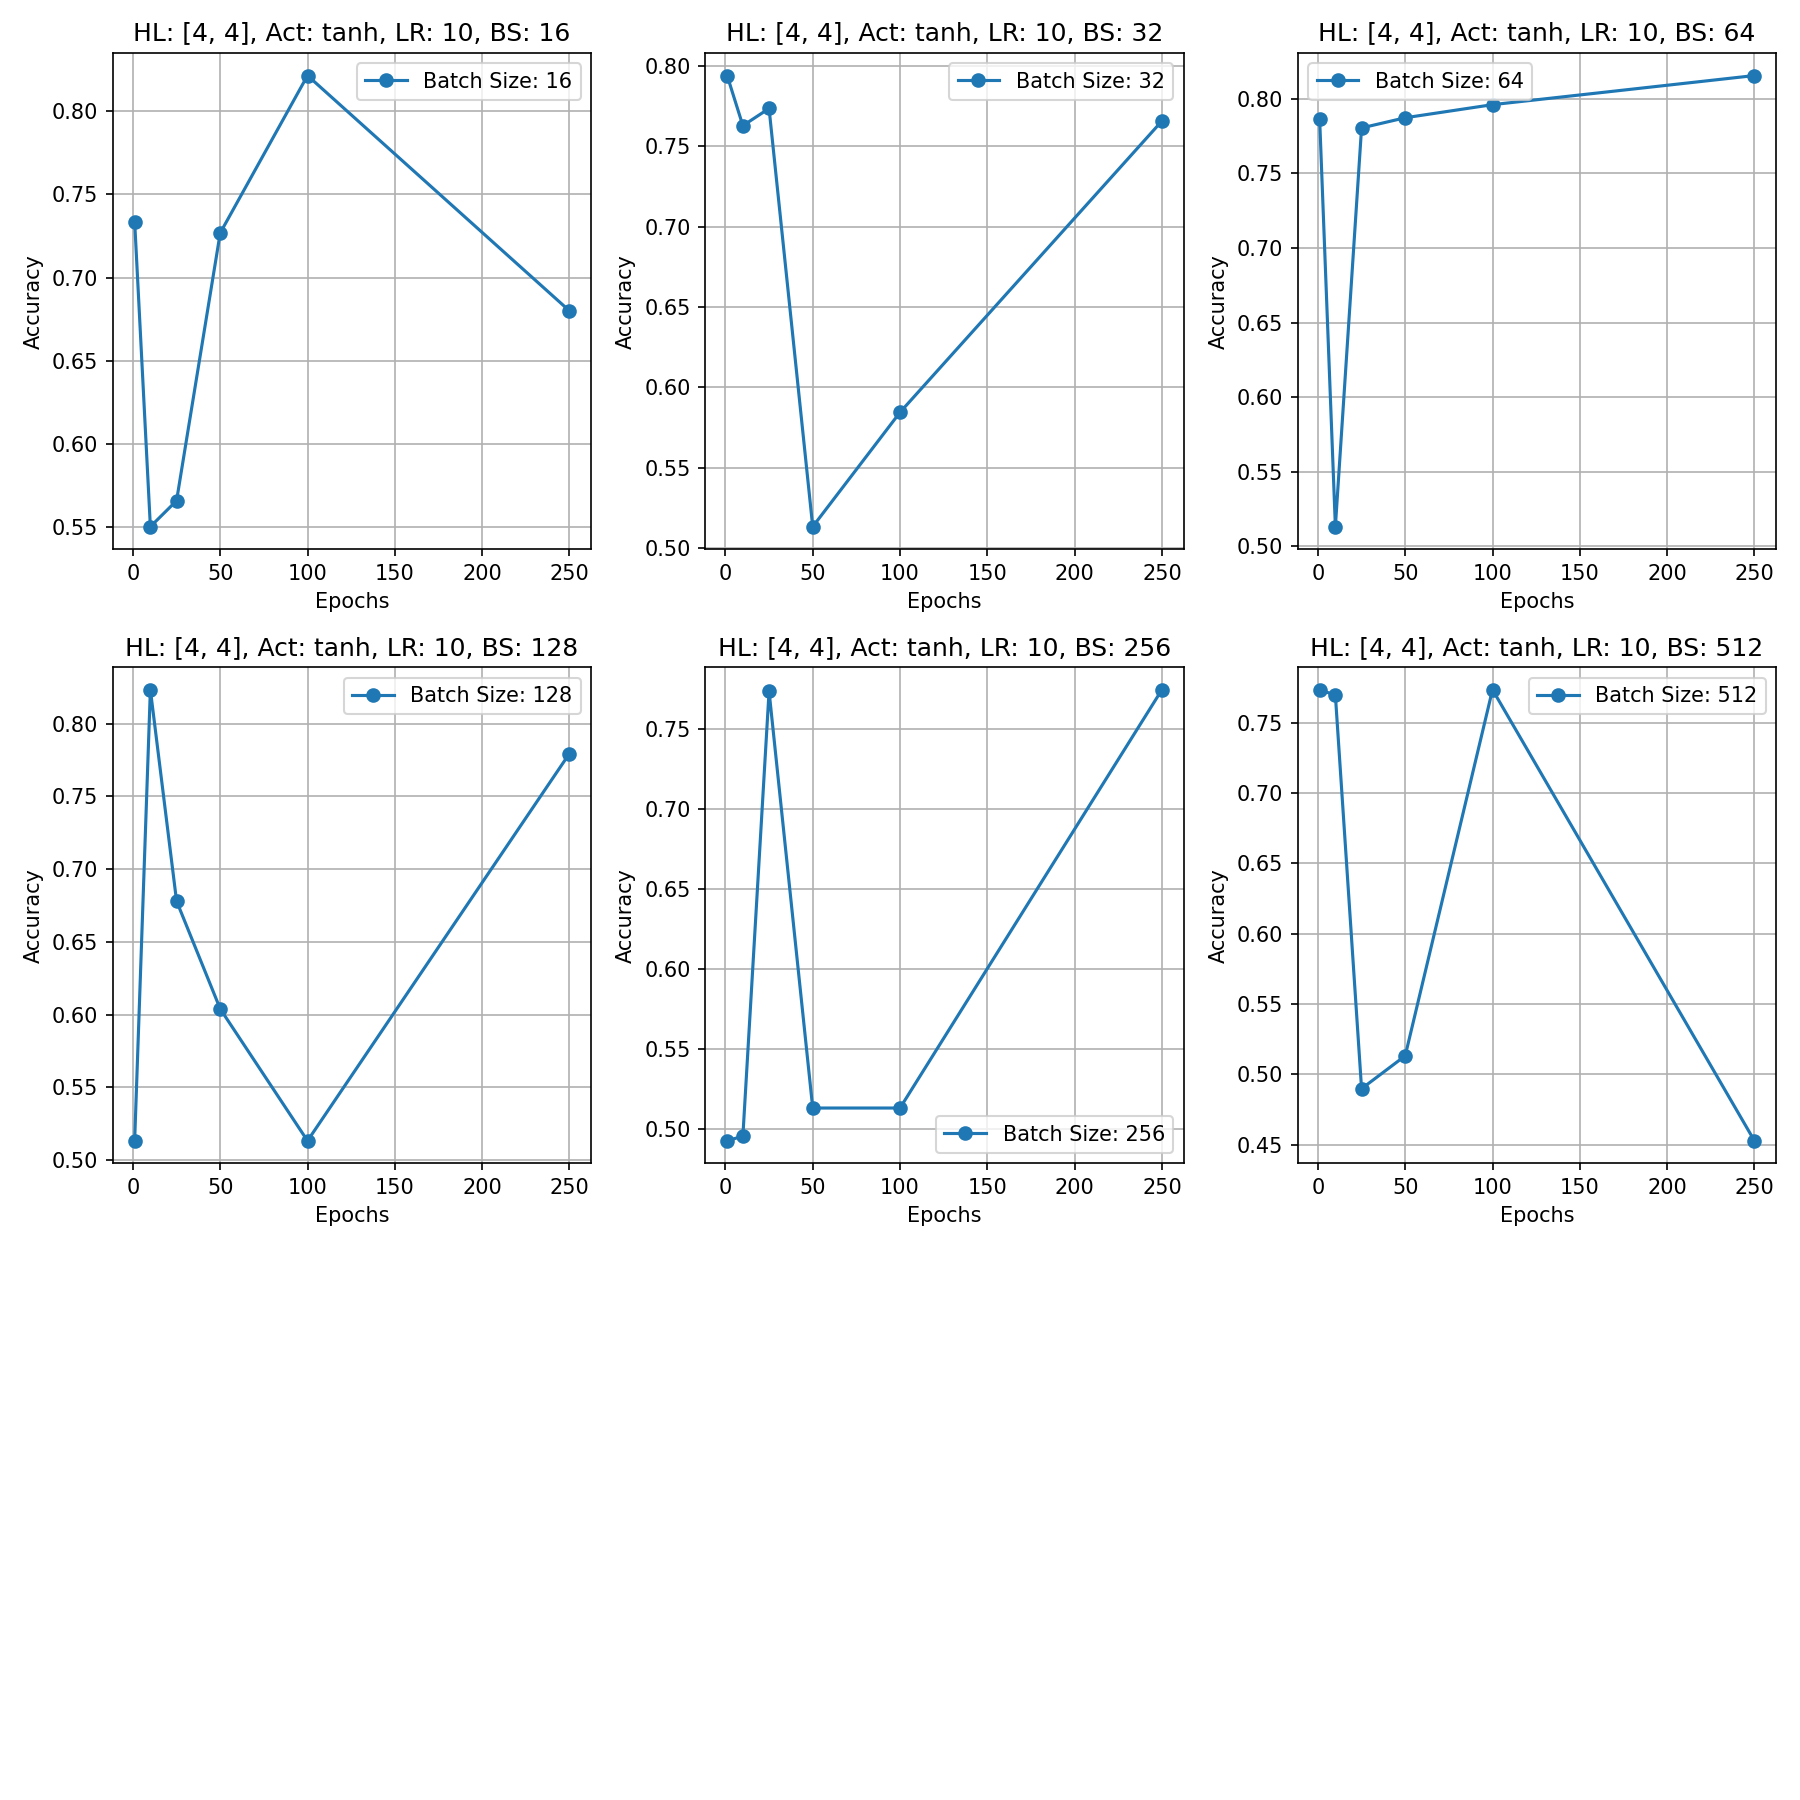 HL: [4, 4], Act: tanh, LR: 10, BS: 16
Batch Size: 16
Accuracy
0.80
0.75
0.70
0.65
0.60
0.55
0 50 100 150 200 250
Epochs
HL: [4, 4], Act: tanh, LR: 10, BS: 32
Batch Size: 32
Accuracy
0.80
0.75
0.70
0.65
0.60
0.55
0.50
0 50 100 150 200 250
Epochs
HL: [4, 4], Act: tanh, LR: 10, BS: 64
Batch Size: 64
Accuracy
0.80
0.75
0.70
0.65
0.60
0.55
0.50
0 50 100 150 200 250
Epochs
HL: [4, 4], Act: tanh, LR: 10, BS: 128
Batch Size: 128
Accuracy
0.80
0.75
0.70
0.65
0.60
0.55
0.50
0 50 100 150 200 250
Epochs
HL: [4, 4], Act: tanh, LR: 10, BS: 256
Accuracy
0.75
0.70
0.65
0.60
0.55
0.50
Batch Size: 256
0 50 100 150 200 250
Epochs
HL: [4, 4], Act: tanh, LR: 10, BS: 512
Batch Size: 512
Accuracy
0.75
0.70
0.65
0.60
0.55
0.50
0.45
0 50 100 150 200 250
Epochs